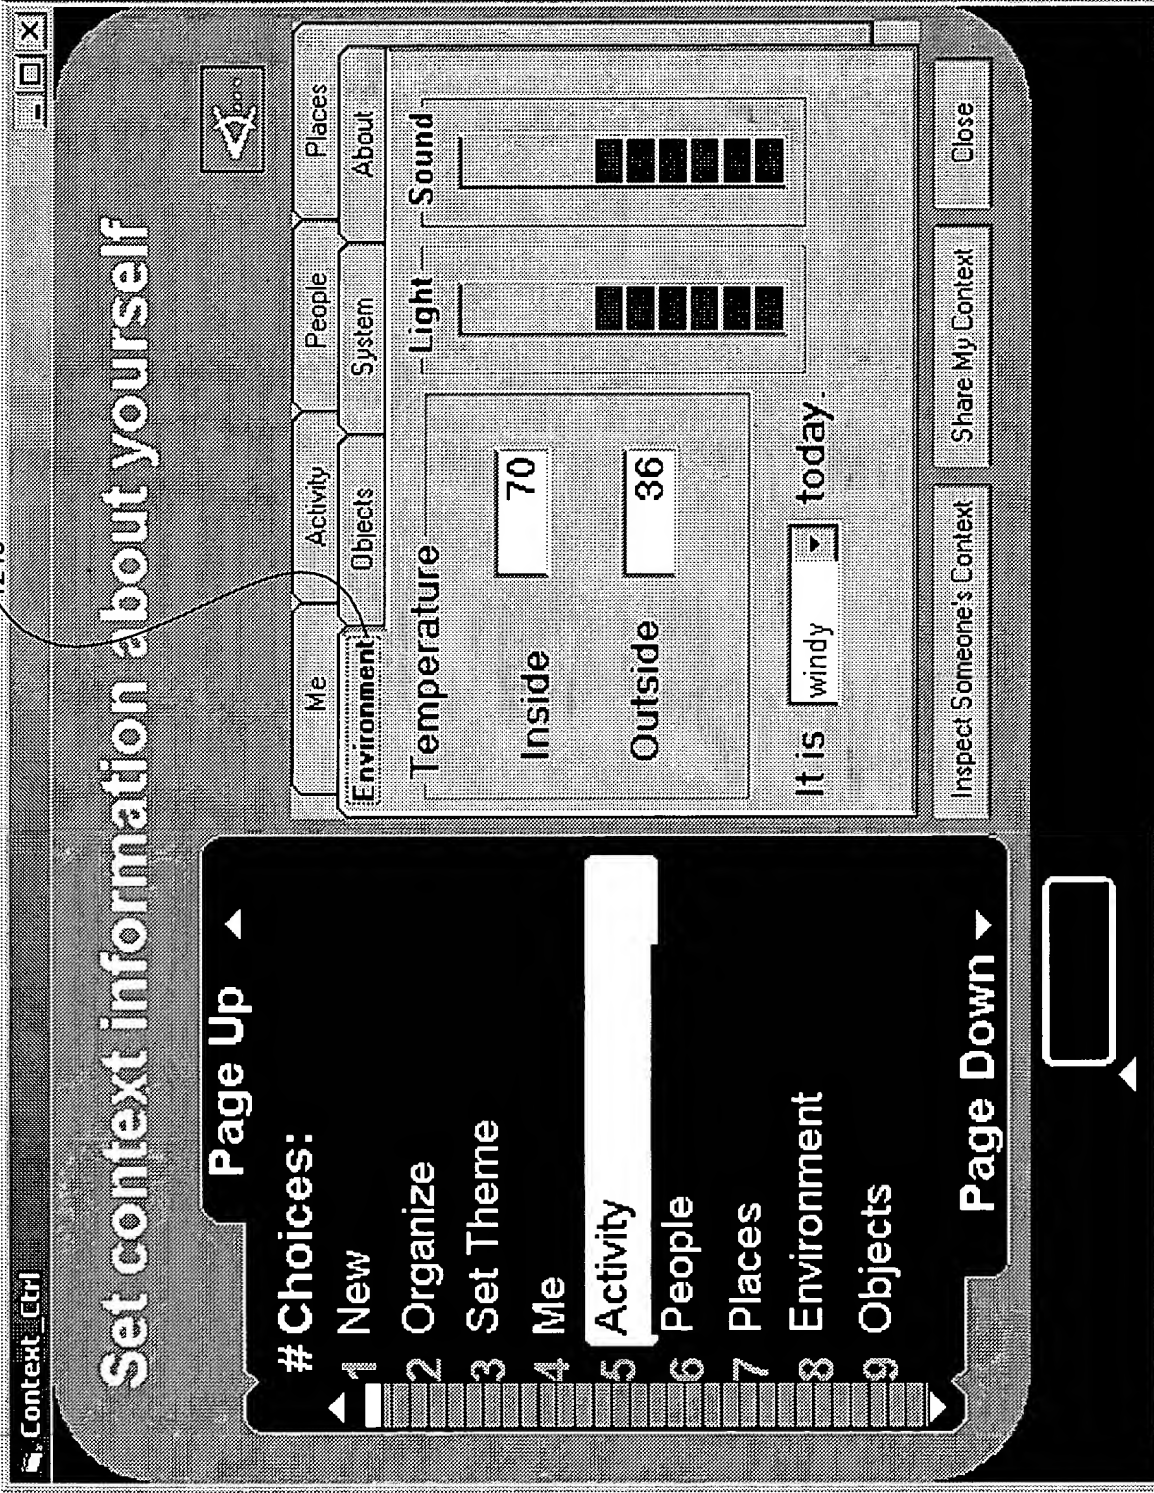 Context_Ctrl
Set context information about yourself
Page Up
# Choices:
1 New
2 Organize
3 Set Theme
4 Me
5 Activity
6 People
7 Places
8 Environment
9 Objects
Page Down
Me Activity People Places
Environment Objects System About
Temperature
Inside 70
Outside 36
Light
Sound
It is windy today.
Inspect Someone's Context Share My Context Close